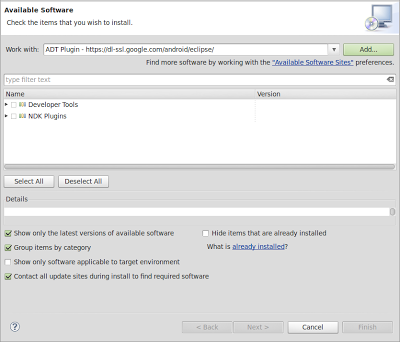 Available Software
Check the items that you wish to install.
Work with: ADT Plugin - https://dl-ssl.google.com/android/eclipse/ Add...
Find more software by working with the "Available Software Sites" preferences.
type filter text
Name Version
Developer Tools
NDK Plugins
Select All Deselect All
Details
Show only the latest versions of available software Hide items that are already installed
Group items by category What is already installed?
Show only software applicable to target environment
Contact all update sites during install to find required software
? < Back Next > Cancel Finish